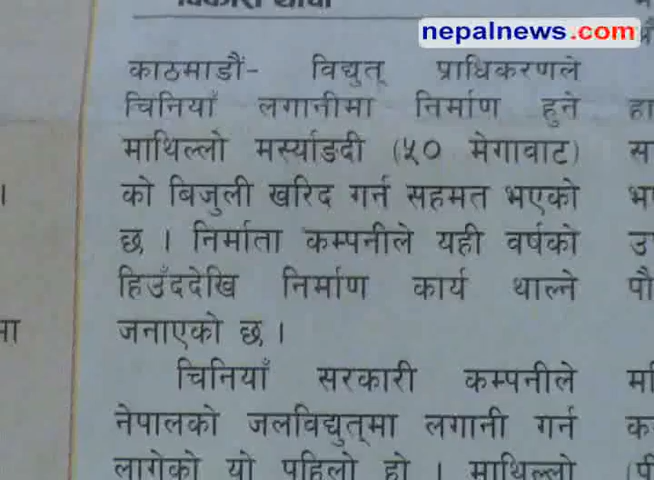 विकास थापा
nepalnews.com
काठमाडौं- विद्युत् प्राधिकरणले
चिनियाँ लगानीमा निर्माण हुने
माथिल्लो मर्स्याङदी (५० मेगावाट)
को बिजुली खरिद गर्न सहमत भएको
छ । निर्माता कम्पनीले यही वर्षको
हिउँददेखि निर्माण कार्य थाल्ने
जनाएको छ ।
चिनियाँ सरकारी कम्पनीले
नेपालको जलविद्युत्‌मा लगानी गर्न
लागेको यो पहिलो हो । माथिल्लो